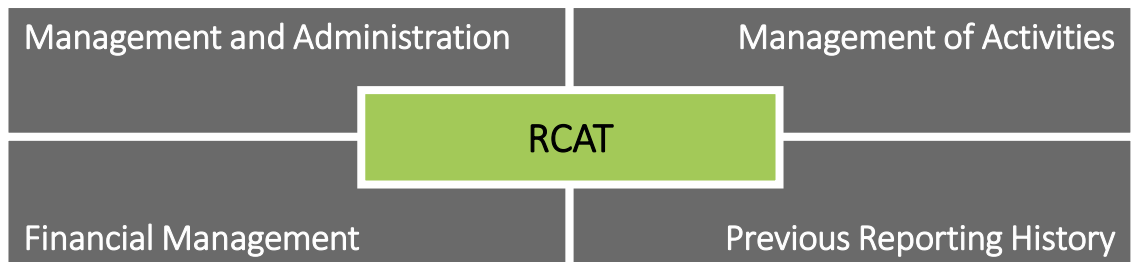 Management and Administration
Management of Activities
RCAT
Financial Management
Previous Reporting History